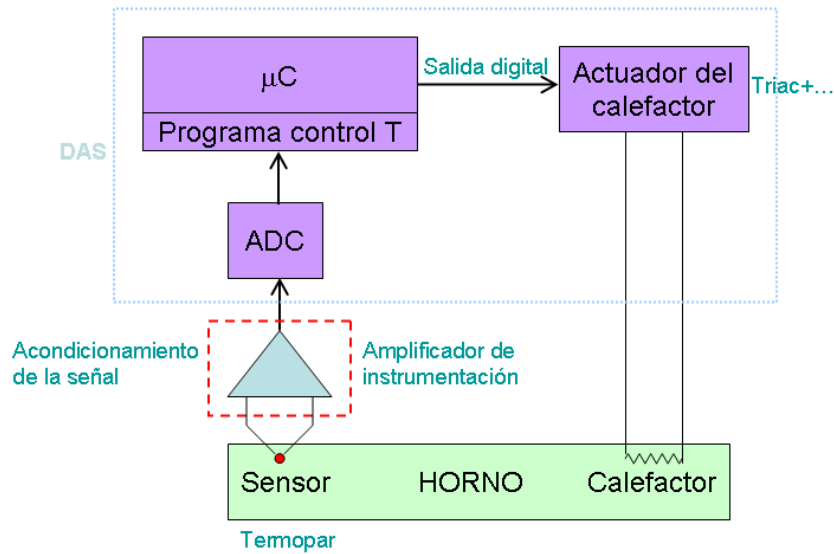 μC
Programa control T
Salida digital
Actuador del
calefactor
Triac+...
DAS
ADC
Acondicionamiento
de la señal
Amplificador de
instrumentación
Sensor
HORNO
Calefactor
Termopar